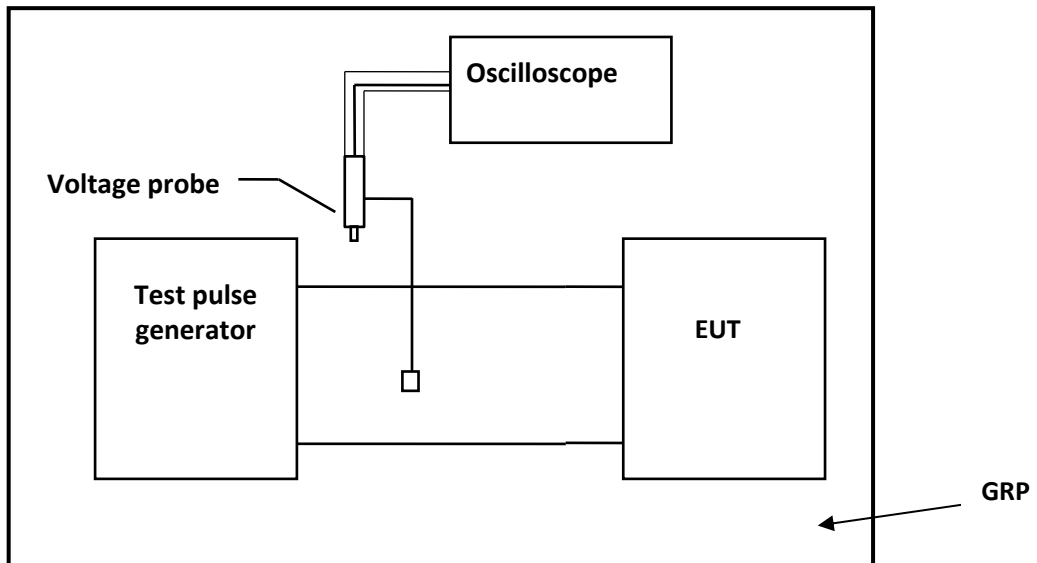 Oscilloscope
Voltage probe
Test pulse
generator
EUT
GRP